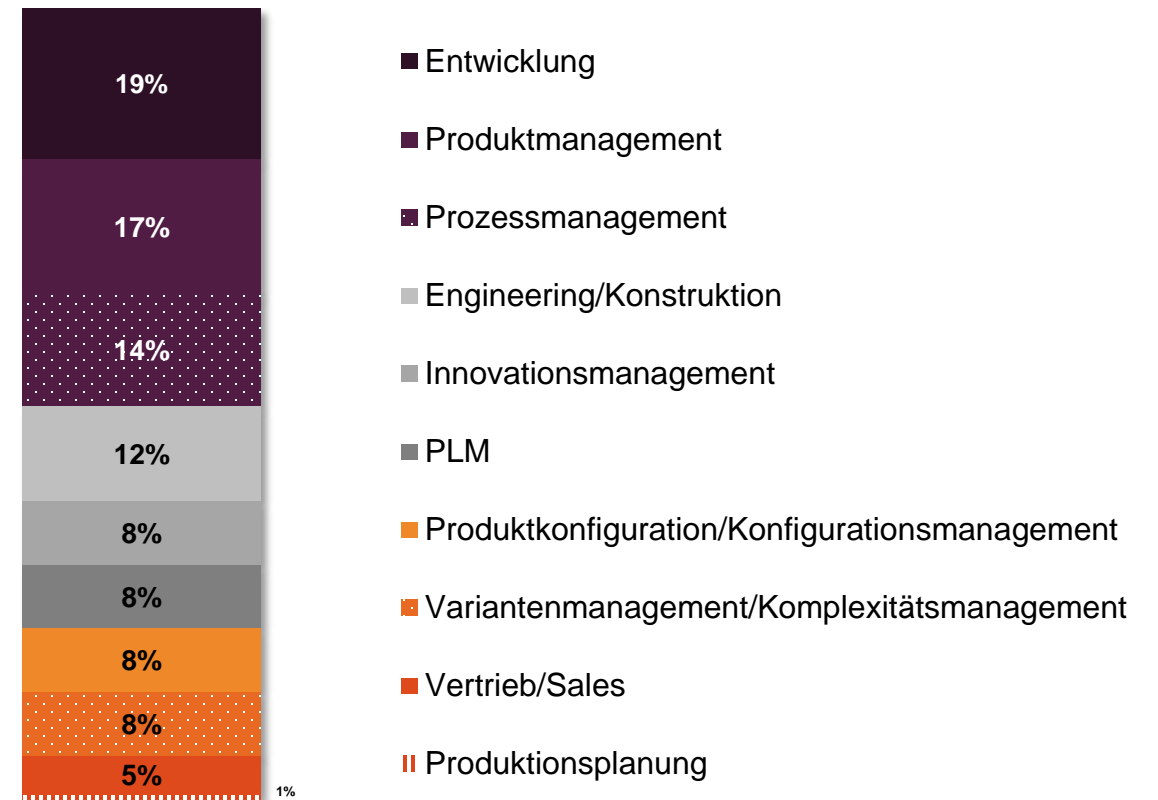 19%
17%
14%
12%
8%
8%
8%
8%
5%
1%
Entwicklung
Produktmanagement
Prozessmanagement
Engineering/Konstruktion
Innovationsmanagement
PLM
Produktkonfiguration/Konfigurationsmanagement
Variantenmanagement/Komplexitätsmanagement
Vertrieb/Sales
Produktionsplanung